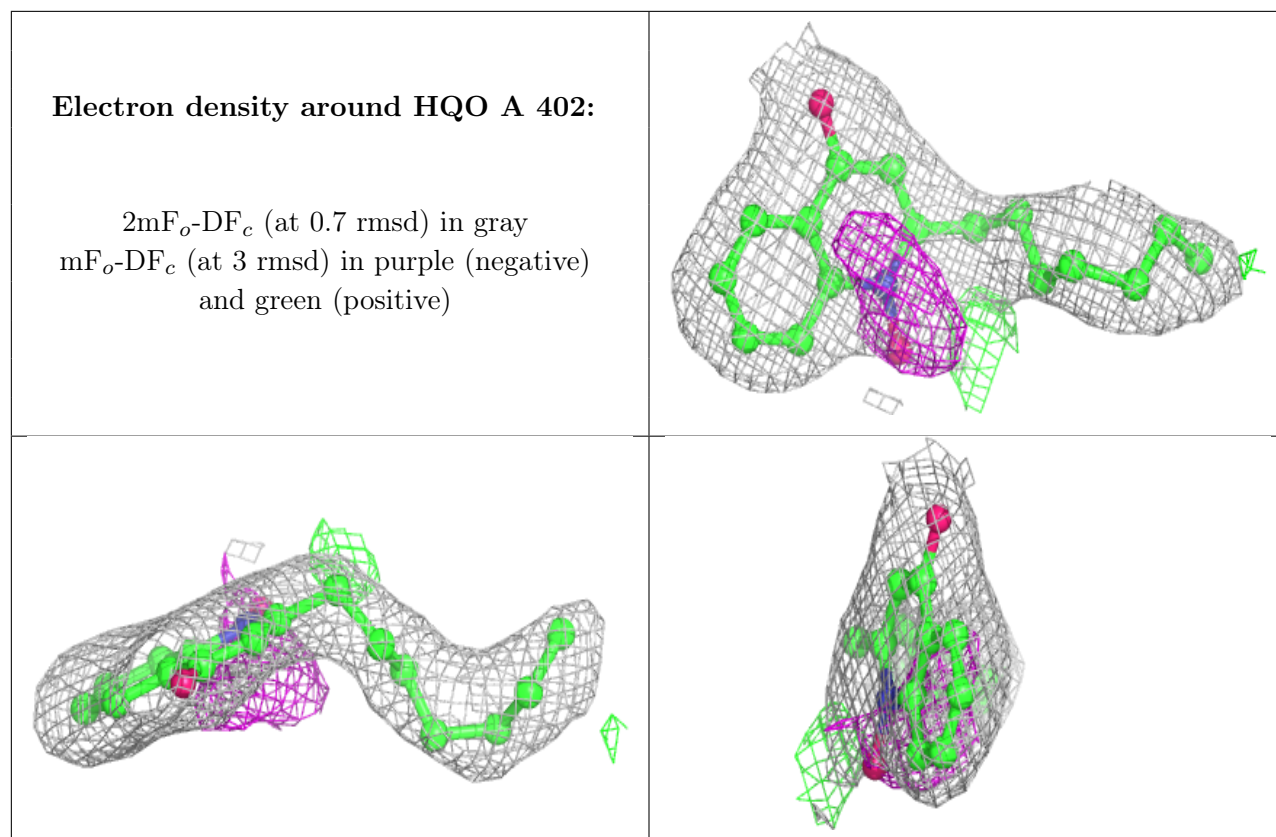 Electron density around HQO A 402:
2mFo-DFc (at 0.7 rmsd) in gray
mFo-DFc (at 3 rmsd) in purple (negative)
and green (positive)